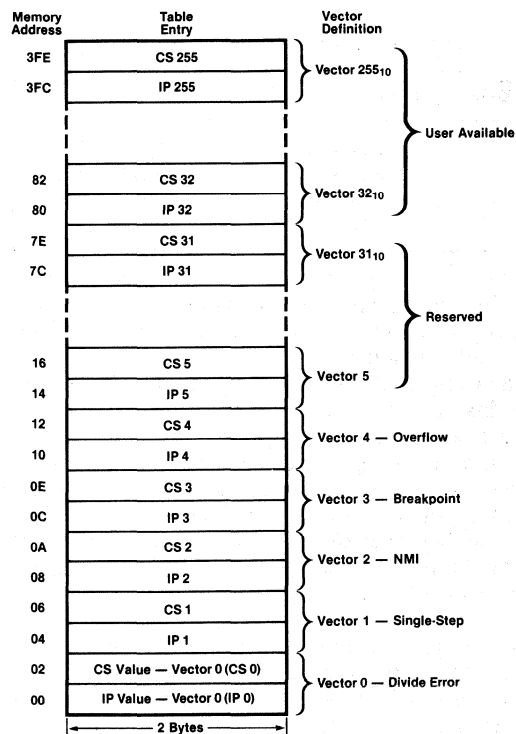 Memory Address Table Entry Vector Definition
3FE CS 255
3FC IP 255
Vector 255₁₀
User Available
82 CS 32
80 IP 32
Vector 32₁₀
7E CS 31
7C IP 31
Vector 31₁₀
Reserved
16 CS 5
14 IP 5
Vector 5
12 CS 4
10 IP 4
Vector 4 — Overflow
0E CS 3
0C IP 3
Vector 3 — Breakpoint
0A CS 2
08 IP 2
Vector 2 — NMI
06 CS 1
04 IP 1
Vector 1 — Single-Step
02 CS Value — Vector 0 (CS 0)
00 IP Value — Vector 0 (IP 0)
Vector 0 — Divide Error
2 Bytes